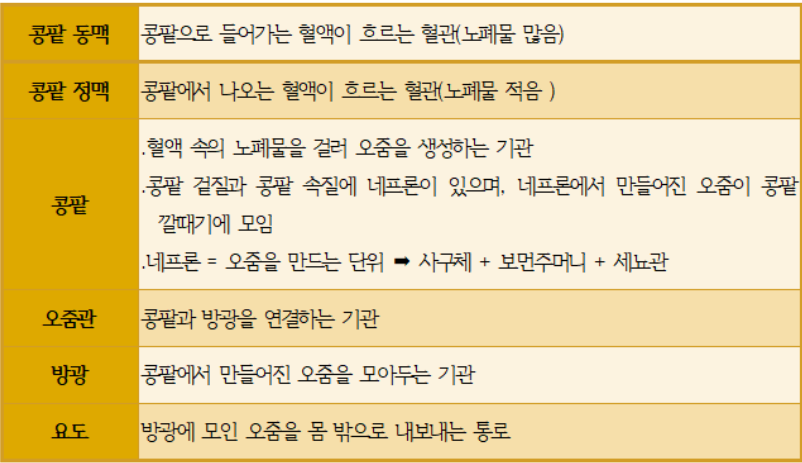 콩팥 동맥
콩팥으로 들어가는 혈액이 흐르는 혈관(노폐물 많음)
콩팥 정맥
콩팥에서 나오는 혈액이 흐르는 혈관(노폐물 적음 )
콩팥
.혈액 속의 노폐물을 걸러 오줌을 생성하는 기관
.콩팥 겉질과 콩팥 속질에 네프론이 있으며, 네프론에서 만들어진 오줌이 콩팥
깔때기에 모임
.네프론 = 오줌을 만드는 단위 ➡ 사구체 + 보먼주머니 + 세뇨관
오줌관
콩팥과 방광을 연결하는 기관
방광
콩팥에서 만들어진 오줌을 모아두는 기관
요도
방광에 모인 오줌을 몸 밖으로 내보내는 통로